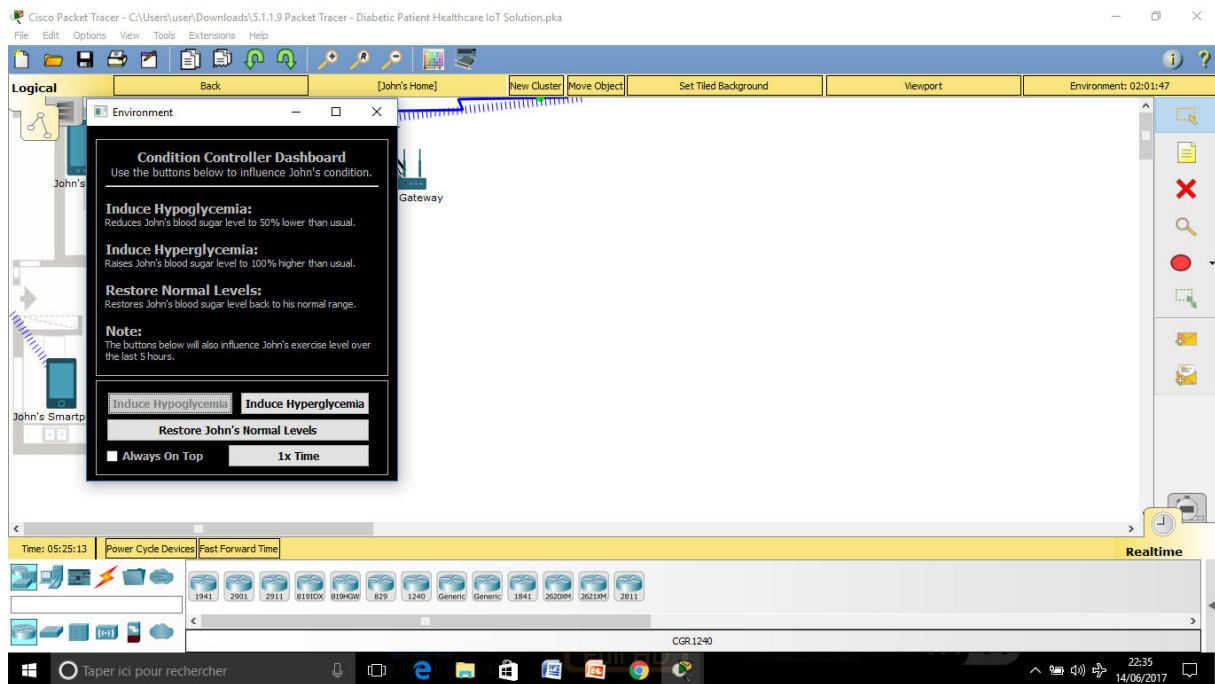 Cisco Packet Tracer - C:\Users\user\Downloads\5.1.1.9 Packet Tracer - Diabetic Patient Healthcare IoT Solution.pka
File Edit Options View Tools Extensions Help
Logical Back [John's Home] New Cluster Move Object Set Tiled Background Viewport Environment: 02:01:47
Environment
Condition Controller Dashboard
Use the buttons below to influence John's condition.
Induce Hypoglycemia:
Reduces John's blood sugar level to 50% lower than usual.
Induce Hyperglycemia:
Raises John's blood sugar level to 100% higher than usual.
Restore Normal Levels:
Restores John's blood sugar level back to his normal range.
Note:
The buttons below will also influence John's exercise level over
the last 5 hours.
Induce Hypoglycemia Induce Hyperglycemia
Restore John's Normal Levels
Always On Top 1x Time
John's
Gateway
John's Smartp
Time: 05:25:13 Power Cycle Devices Fast Forward Time Realtime
1941 2901 2911 819IOX 819HGW 829 1240 Generic Generic 1841 2620XM 2621XM 2811
CGR1240
Taper ici pour rechercher
22:35
14/06/2017